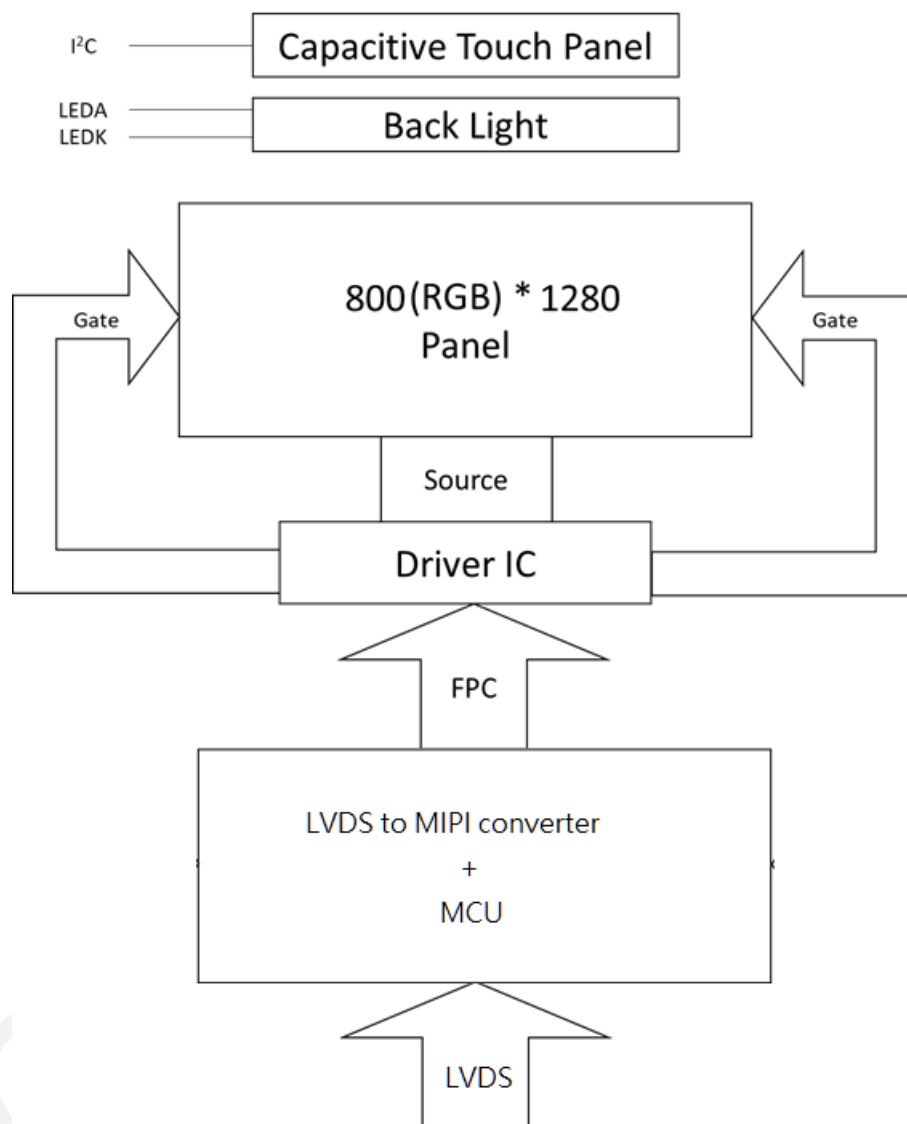 I²C
Capacitive Touch Panel
LEDA
LEDK
Back Light
800(RGB) * 1280
Panel
Gate
Gate
Source
Driver IC
FPC
LVDS to MIPI converter
+
MCU
LVDS